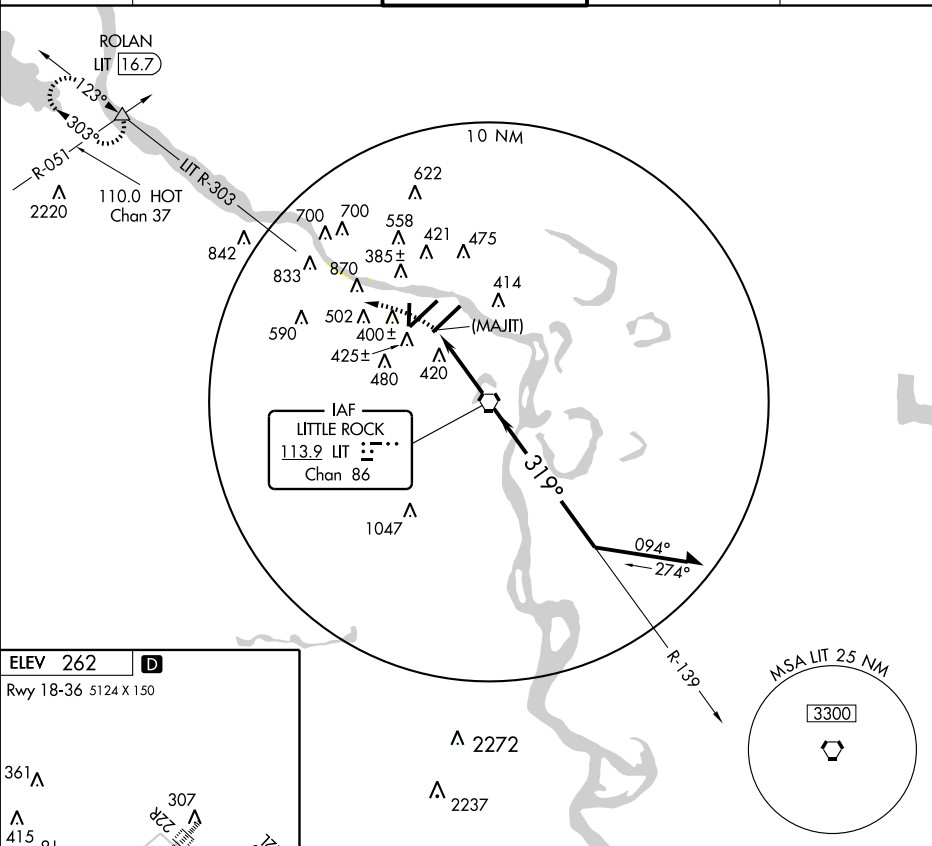 ROLAN
LIT 16.7
123°
303°
R-051
110.0 HOT
Chan 37
2220
LIT R-303
10 NM
622
700
700
558
421
475
842
833
870
385±
414
590
502
400±
(MAJIT)
425±
480
420
IAF
LITTLE ROCK
113.9 LIT
Chan 86
319°
1047
094°
274°
R-139
MSA LIT 25 NM
3300
ELEV 262 D
Rwy 18-36 5124 X 150
2272
2237
361
307
415
22R